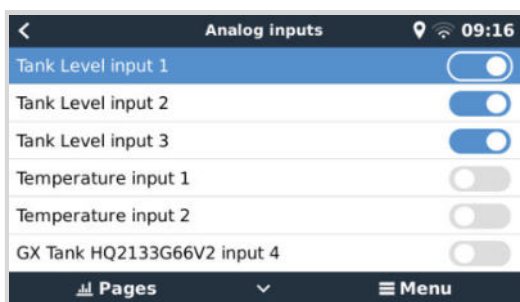 Analog inputs 09:16
Tank Level input 1
Tank Level input 2
Tank Level input 3
Temperature input 1
Temperature input 2
GX Tank HQ2133G66V2 input 4
Pages Menu